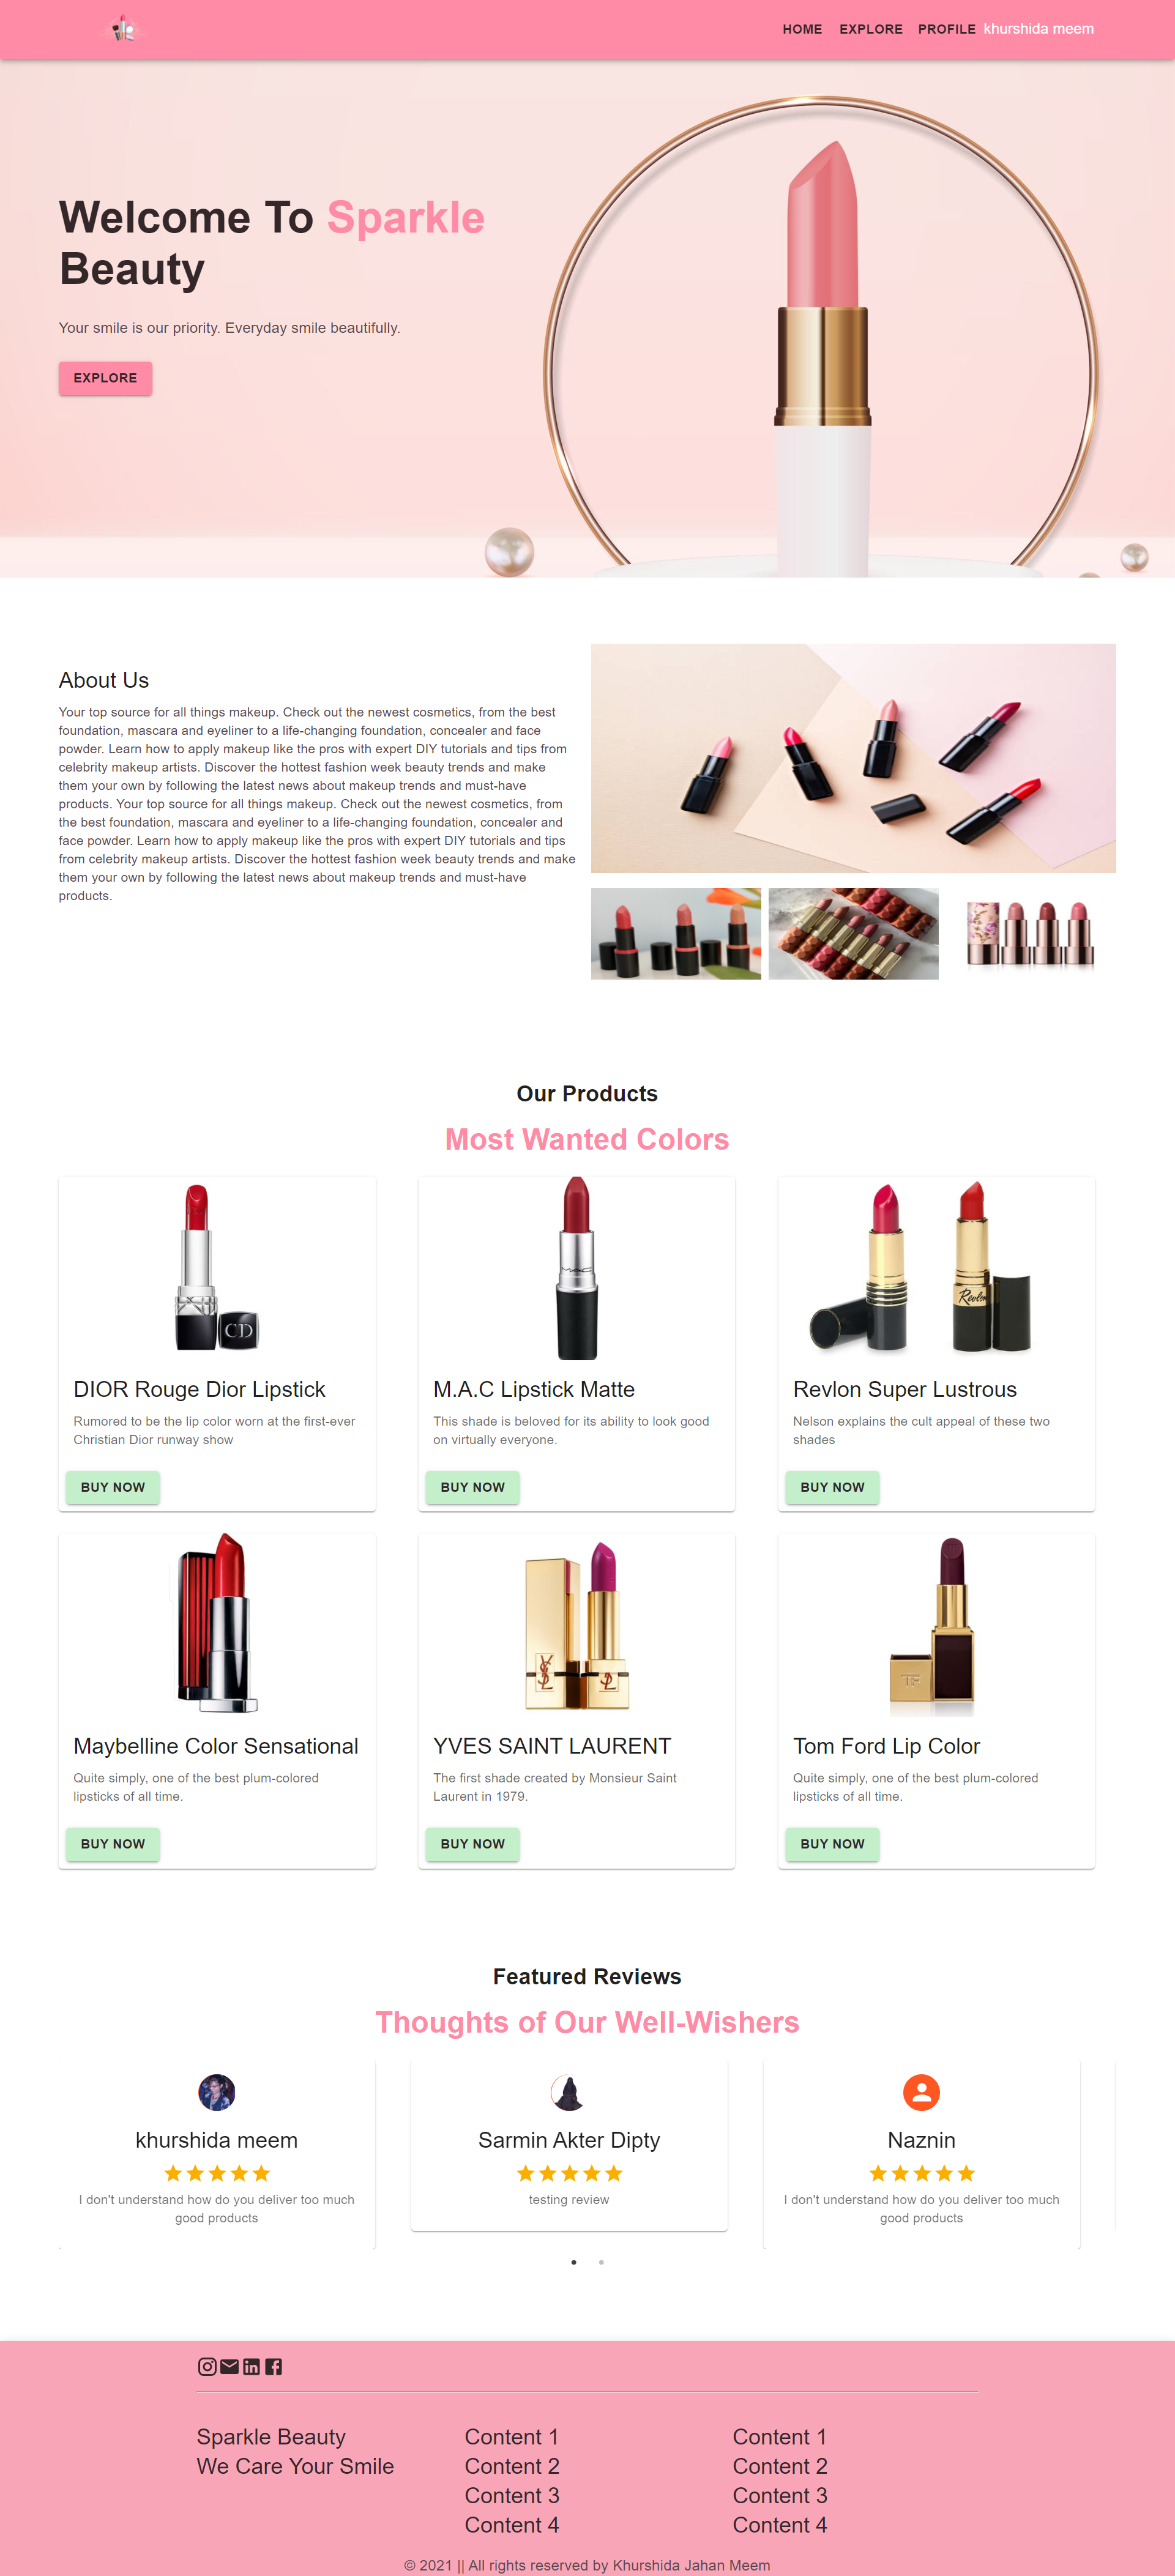 HOME EXPLORE PROFILE khurshida meem
Welcome To Sparkle
Beauty
Your smile is our priority. Everyday smile beautifully.
EXPLORE
About Us
Your top source for all things makeup. Check out the newest cosmetics, from the best
foundation, mascara and eyeliner to a life-changing foundation, concealer and face
powder. Learn how to apply makeup like the pros with expert DIY tutorials and tips from
celebrity makeup artists. Discover the hottest fashion week beauty trends and make
them your own by following the latest news about makeup trends and must-have
products. Your top source for all things makeup. Check out the newest cosmetics, from
the best foundation, mascara and eyeliner to a life-changing foundation, concealer and
face powder. Learn how to apply makeup like the pros with expert DIY tutorials and tips
from celebrity makeup artists. Discover the hottest fashion week beauty trends and make
them your own by following the latest news about makeup trends and must-have
products.
Our Products
Most Wanted Colors
CD
MAC
Revlon
DIOR Rouge Dior Lipstick
Rumored to be the lip color worn at the first-ever
Christian Dior runway show
BUY NOW
M.A.C Lipstick Matte
This shade is beloved for its ability to look good
on virtually everyone.
BUY NOW
Revlon Super Lustrous
Nelson explains the cult appeal of these two
shades
BUY NOW
YSL
YSL
TF
Maybelline Color Sensational
Quite simply, one of the best plum-colored
lipsticks of all time.
BUY NOW
YVES SAINT LAURENT
The first shade created by Monsieur Saint
Laurent in 1979.
BUY NOW
Tom Ford Lip Color
Quite simply, one of the best plum-colored
lipsticks of all time.
BUY NOW
Featured Reviews
Thoughts of Our Well-Wishers
khurshida meem
I don't understand how do you deliver too much
good products
Sarmin Akter Dipty
testing review
Naznin
I don't understand how do you deliver too much
good products
Sparkle Beauty
We Care Your Smile
Content 1
Content 2
Content 3
Content 4
Content 1
Content 2
Content 3
Content 4
© 2021 || All rights reserved by Khurshida Jahan Meem